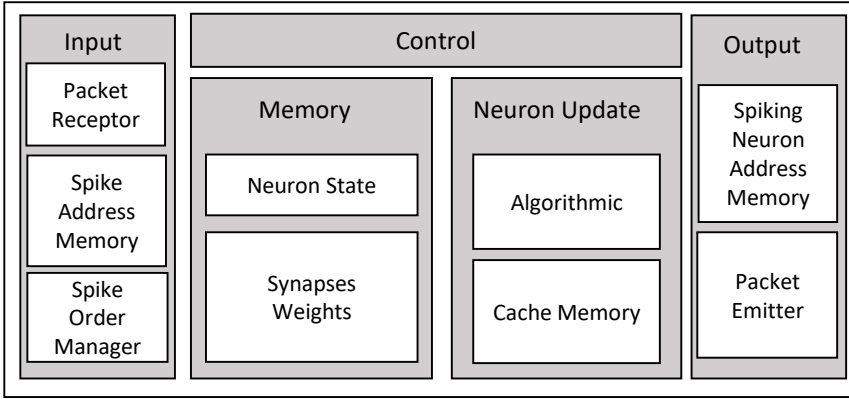 Input
Packet
Receptor
Spike
Address
Memory
Spike
Order
Manager
Control
Memory
Neuron State
Synapses
Weights
Neuron Update
Algorithmic
Cache Memory
Output
Spiking
Neuron
Address
Memory
Packet
Emitter